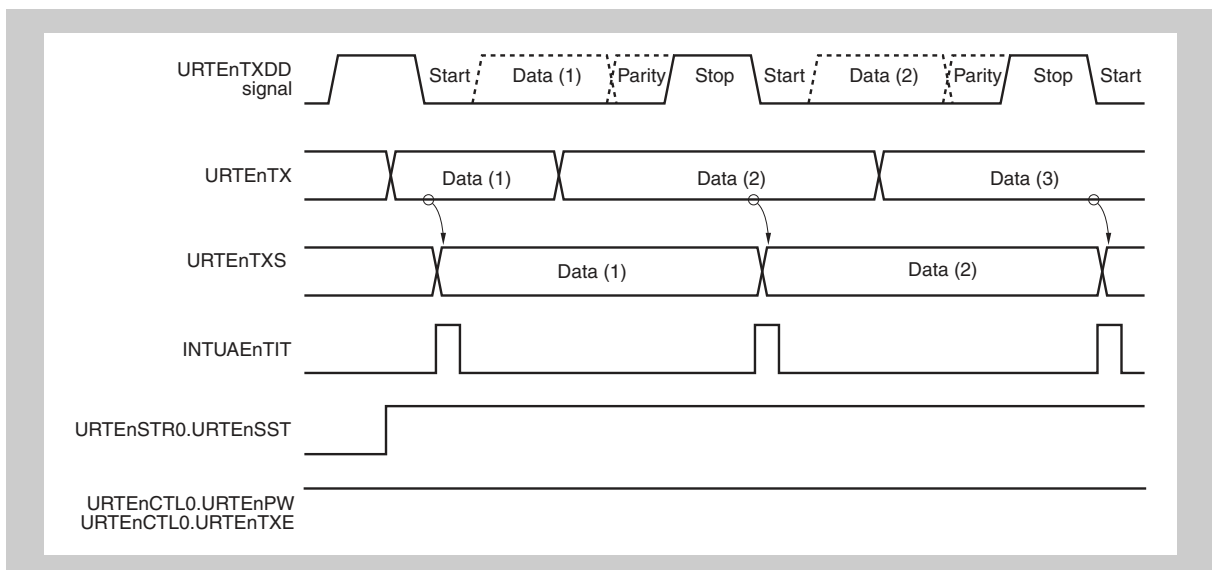 URTEnTXDD
signal
Start Data (1) Parity Stop Start Data (2) Parity Stop Start
URTEnTX
Data (1) Data (2) Data (3)
URTEnTXS
Data (1) Data (2)
INTUAEnTIT
URTEnSTR0.URTEnSST
URTEnCTL0.URTEnPW
URTEnCTL0.URTEnTXE